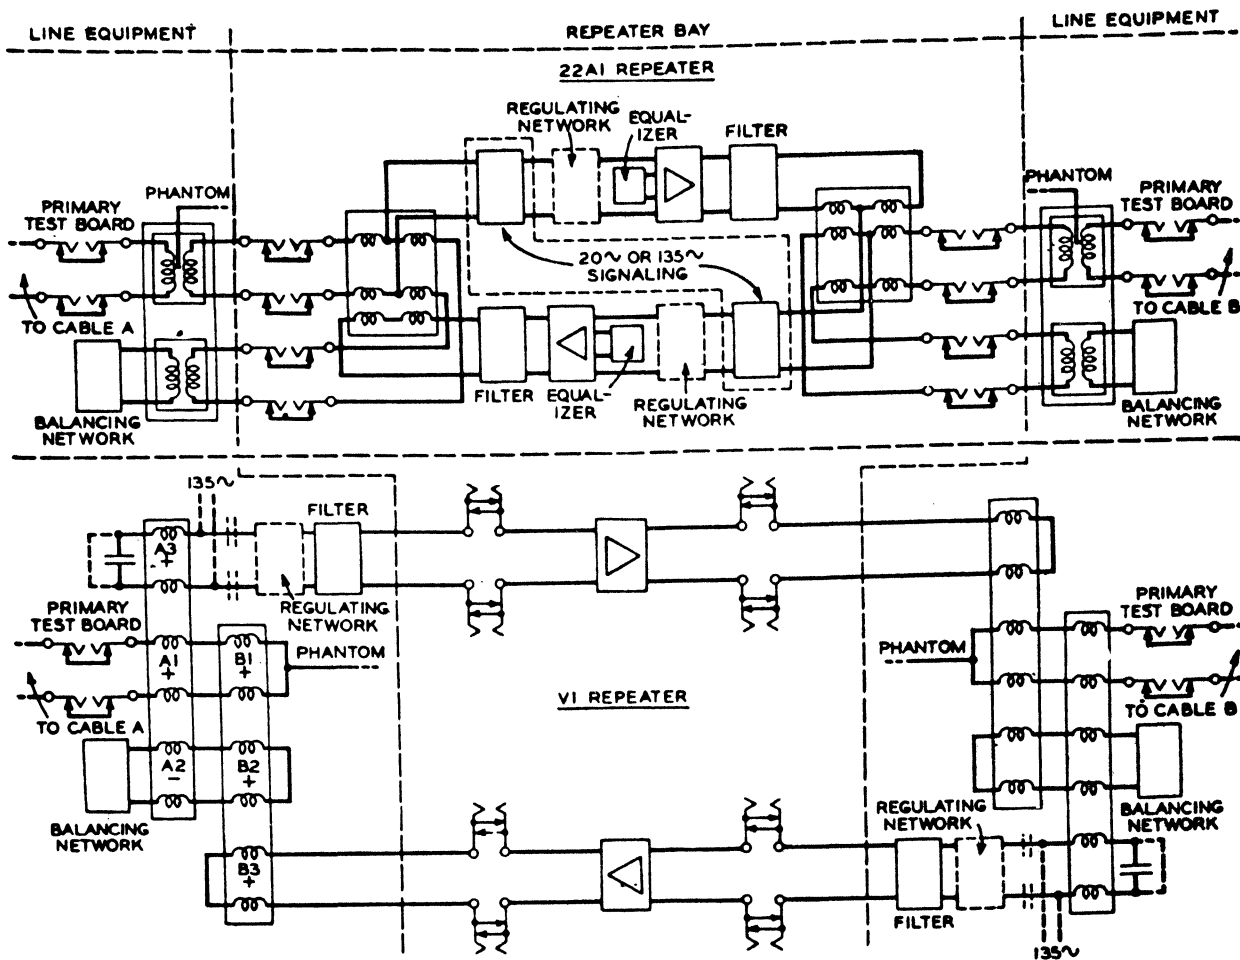 LINE EQUIPMENT
REPEATER BAY
LINE EQUIPMENT
22A1 REPEATER
REGULATING
NETWORK
EQUAL-
IZER
FILTER
PHANTOM
PRIMARY
TEST BOARD
PHANTOM
PRIMARY
TEST BOARD
20~ OR 135~
SIGNALING
TO CABLE A
TO CABLE B
BALANCING
NETWORK
FILTER
EQUAL-
IZER
REGULATING
NETWORK
BALANCING
NETWORK
135~
FILTER
A3
+
REGULATING
NETWORK
PRIMARY
TEST BOARD
A1
+
B1
+
PHANTOM
TO CABLE A
V1 REPEATER
PHANTOM
PRIMARY
TEST BOARD
TO CABLE B
A2
-
B2
+
BALANCING
NETWORK
REGULATING
NETWORK
BALANCING
NETWORK
B3
+
FILTER
135~